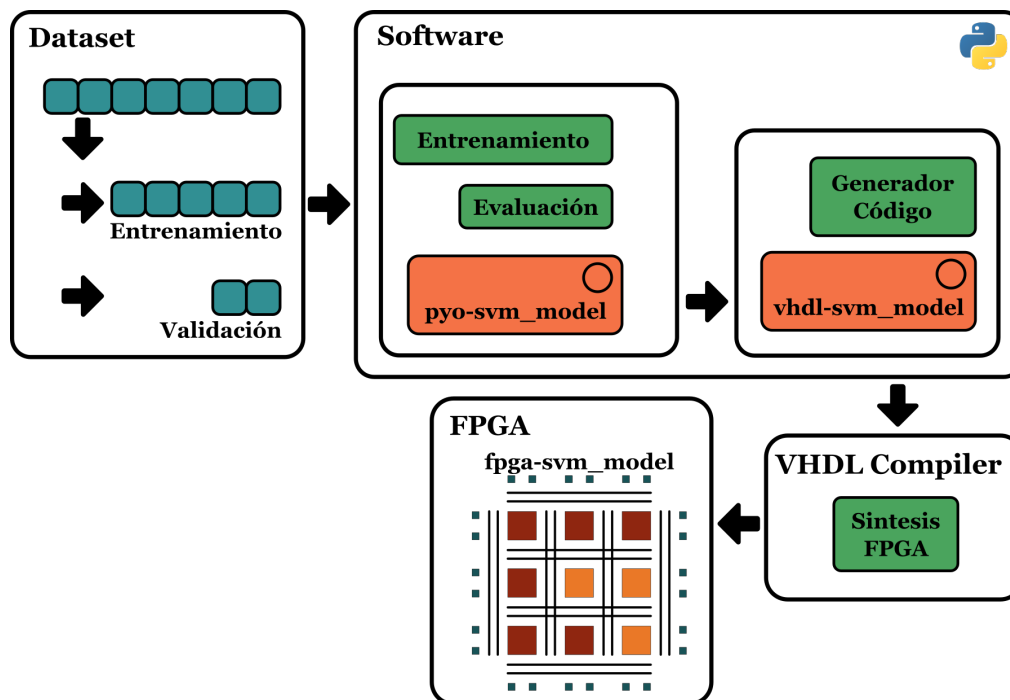 Dataset
Entrenamiento
Validación
Software
Entrenamiento
Evaluación
pyo-svm_model
Generador
Código
vhdl-svm_model
VHDL Compiler
Sintesis
FPGA
FPGA
fpga-svm_model